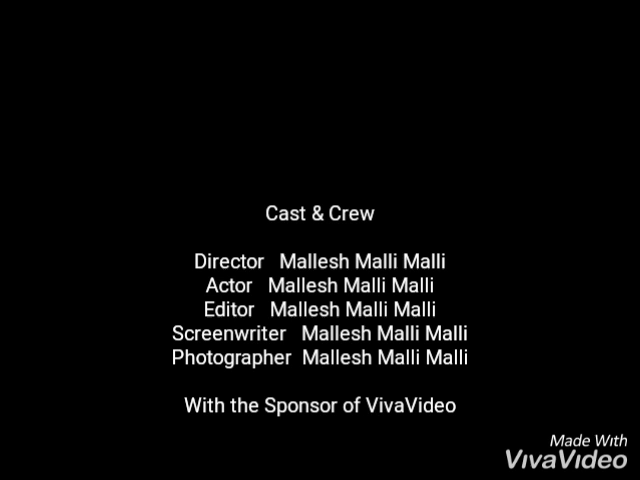 Cast & Crew
Director Mallesh Malli Malli
Actor Mallesh Malli Malli
Editor Mallesh Malli Malli
Screenwriter Mallesh Malli Malli
Photographer Mallesh Malli Malli
With the Sponsor of VivaVideo
Made With
VivaVideo